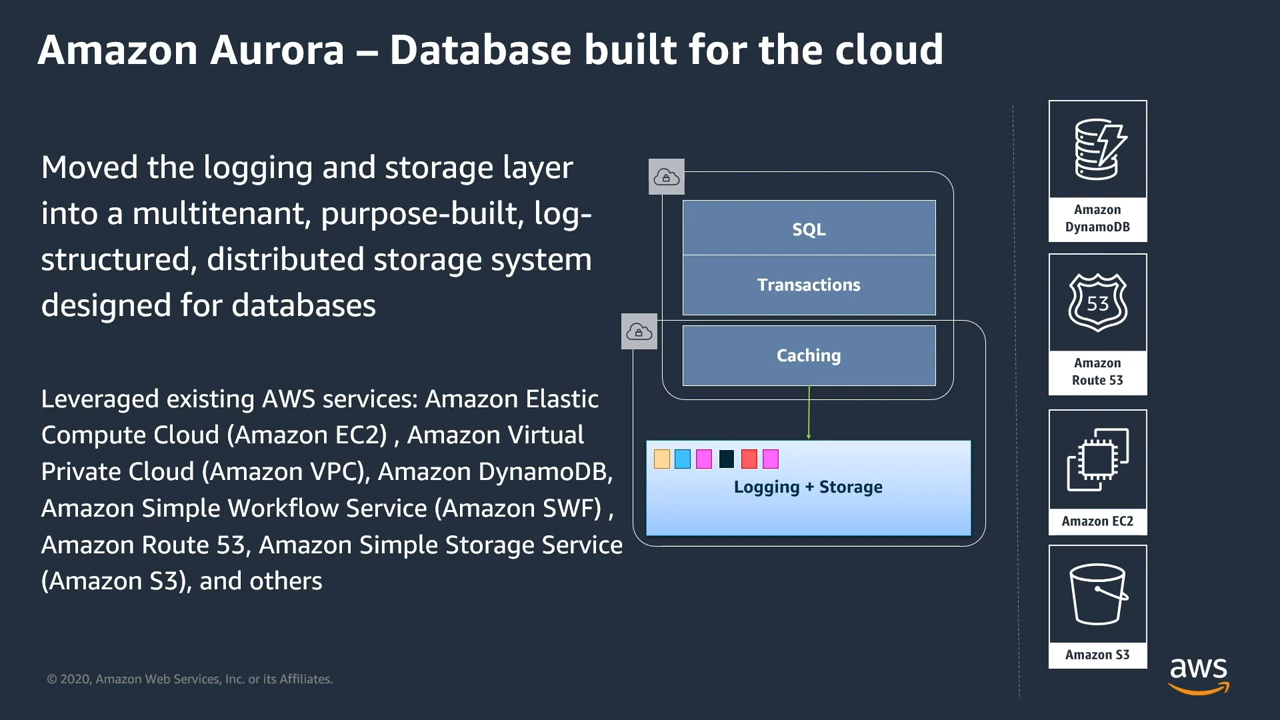 Amazon Aurora – Database built for the cloud
Moved the logging and storage layer
into a multitenant, purpose-built, log-
structured, distributed storage system
designed for databases
Leveraged existing AWS services: Amazon Elastic
Compute Cloud (Amazon EC2) , Amazon Virtual
Private Cloud (Amazon VPC), Amazon DynamoDB,
Amazon Simple Workflow Service (Amazon SWF) ,
Amazon Route 53, Amazon Simple Storage Service
(Amazon S3), and others
SQL
Transactions
Caching
Logging + Storage
Amazon
DynamoDB
53
Amazon
Route 53
Amazon EC2
Amazon S3
© 2020, Amazon Web Services, Inc. or its Affiliates.
aws